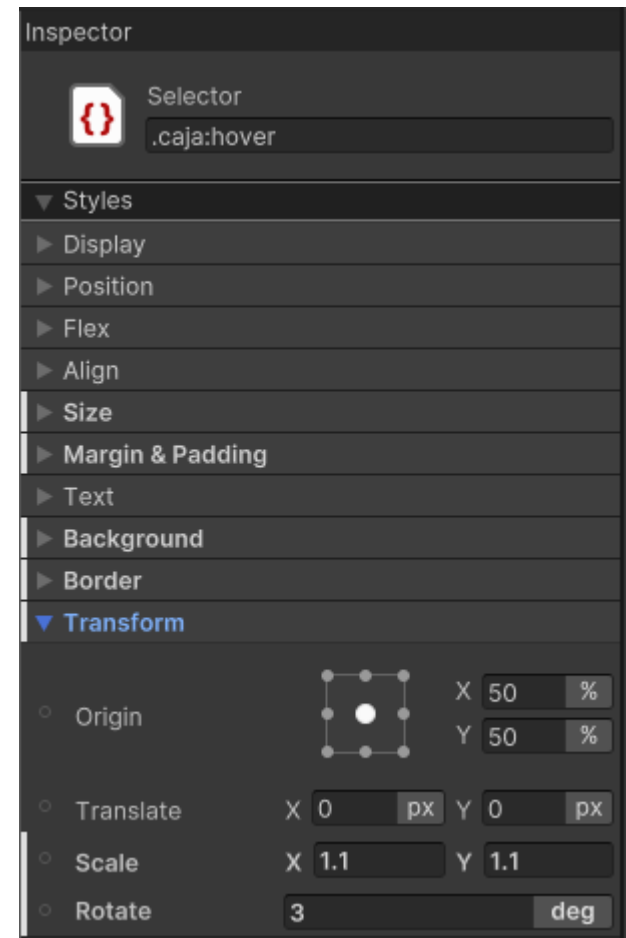 Inspector
{} Selector
.caja:hover
Styles
Display
Position
Flex
Align
Size
Margin & Padding
Text
Background
Border
Transform
Origin X 50 %
Y 50 %
Translate X 0 px Y 0 px
Scale X 1.1 Y 1.1
Rotate 3 deg